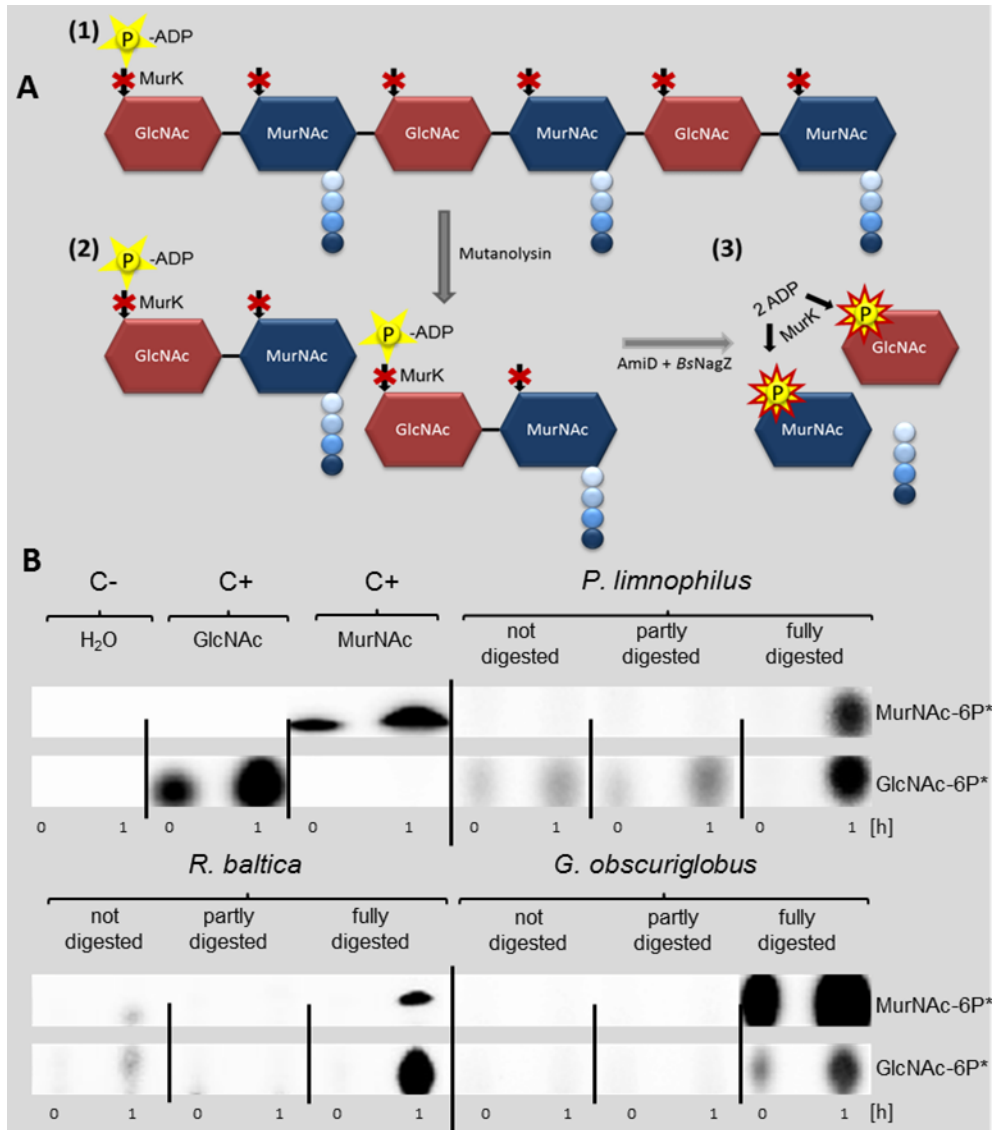 A
(1)
P -ADP
MurK
GlcNAc MurNAc GlcNAc MurNAc GlcNAc MurNAc
Mutanolysin
(2)
P -ADP
MurK
GlcNAc MurNAc
P -ADP
MurK
GlcNAc MurNAc
AmiD + BsNagZ
(3)
2 ADP
MurK
P
GlcNAc
P
MurNAc
B
C- C+ C+ P. limnophilus
H₂O GlcNAc MurNAc not digested partly digested fully digested
MurNAc-6P*
GlcNAc-6P*
0 1 0 1 0 1 0 1 0 1 0 1 [h]
R. baltica G. obscuriglobus
not digested partly digested fully digested not digested partly digested fully digested
MurNAc-6P*
GlcNAc-6P*
0 1 0 1 0 1 0 1 0 1 0 1 [h]